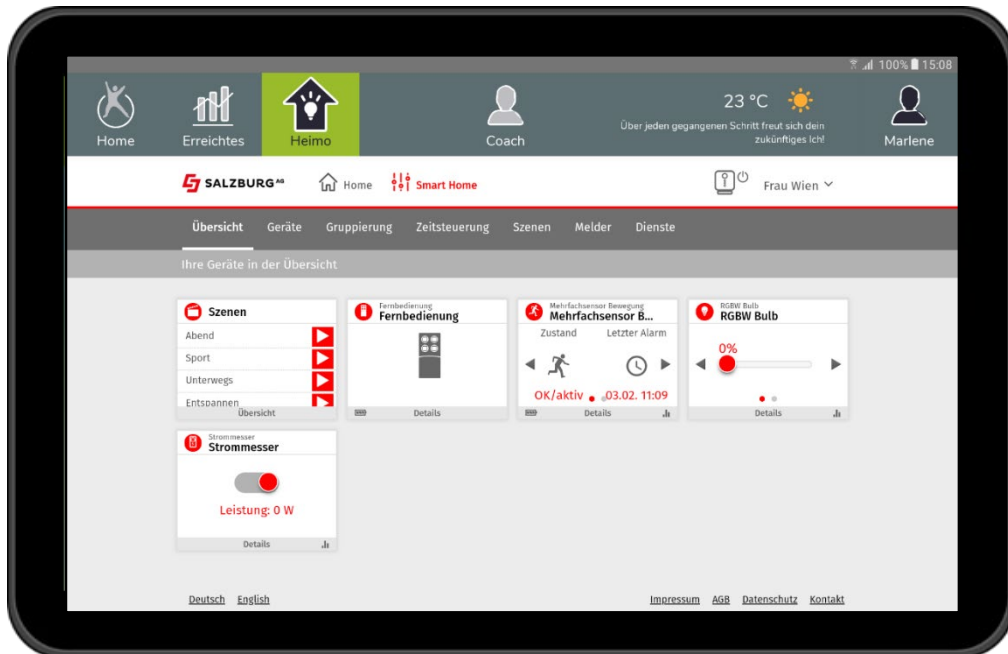 100% 15:08
Home
Erreichtes
Heimo
Coach
23 °C
Über jeden gegangenen Schritt freut sich dein
zukünftiges Ich!
Marlene
SALZBURG AG
Home
Smart Home
Frau Wien
Übersicht Geräte Gruppierung Zeitsteuerung Szenen Melder Dienste
Ihre Geräte in der Übersicht
Szenen
Abend
Sport
Unterwegs
Entspannen
Übersicht
Fernbedienung
Fernbedienung
Details
Mehrfachsensor Bewegung
Mehrfachsensor B...
Zustand Letzter Alarm
OK/aktiv 03.02. 11:09
Details
RGBW Bulb
RGBW Bulb
0%
Details
Strommesser
Strommesser
Leistung: 0 W
Details
Deutsch English
Impressum AGB Datenschutz Kontakt